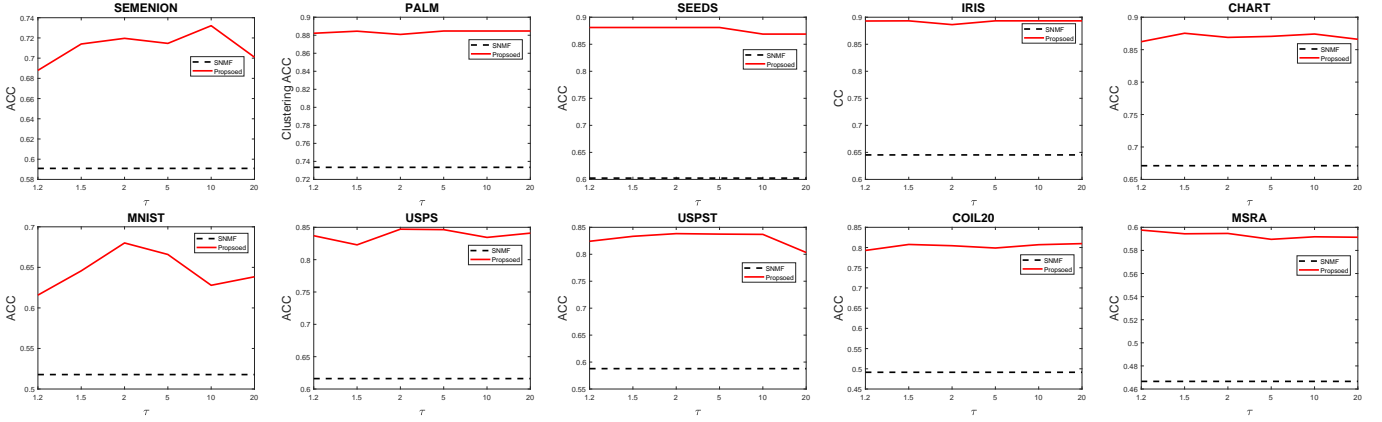 SEMENION
0.74
0.72
0.7
0.68
0.66
0.64
0.62
0.6
0.58
ACC
1.2 1.5 2 5 10 20
τ
SNMF
Propsoed
PALM
0.9
0.88
0.86
0.84
0.82
0.8
0.78
0.76
0.74
0.72
Clustering ACC
1.2 1.5 2 5 10 20
τ
SNMF
Propsoed
SEEDS
0.9
0.85
0.8
0.75
0.7
0.65
0.6
ACC
1.2 1.5 2 5 10 20
τ
SNMF
Propsoed
IRIS
0.9
0.85
0.8
0.75
0.7
0.65
0.6
CC
1.2 1.5 2 5 10 20
τ
SNMF
Propsoed
CHART
0.9
0.85
0.8
0.75
0.7
0.65
ACC
1.2 1.5 2 5 10 20
τ
SNMF
Propsoed
MNIST
0.7
0.65
0.6
0.55
0.5
ACC
1.2 1.5 2 5 10 20
τ
SNMF
Propsoed
USPS
0.85
0.8
0.75
0.7
0.65
0.6
ACC
1.2 1.5 2 5 10 20
τ
SNMF
Propsoed
USPST
0.85
0.8
0.75
0.7
0.65
0.6
0.55
ACC
1.2 1.5 2 5 10 20
τ
SNMF
Propsoed
COIL20
0.85
0.8
0.75
0.7
0.65
0.6
0.55
0.5
0.45
ACC
1.2 1.5 2 5 10 20
τ
SNMF
Propsoed
MSRA
0.6
0.58
0.56
0.54
0.52
0.5
0.48
0.46
ACC
1.2 1.5 2 5 10 20
τ
SNMF
Propsoed